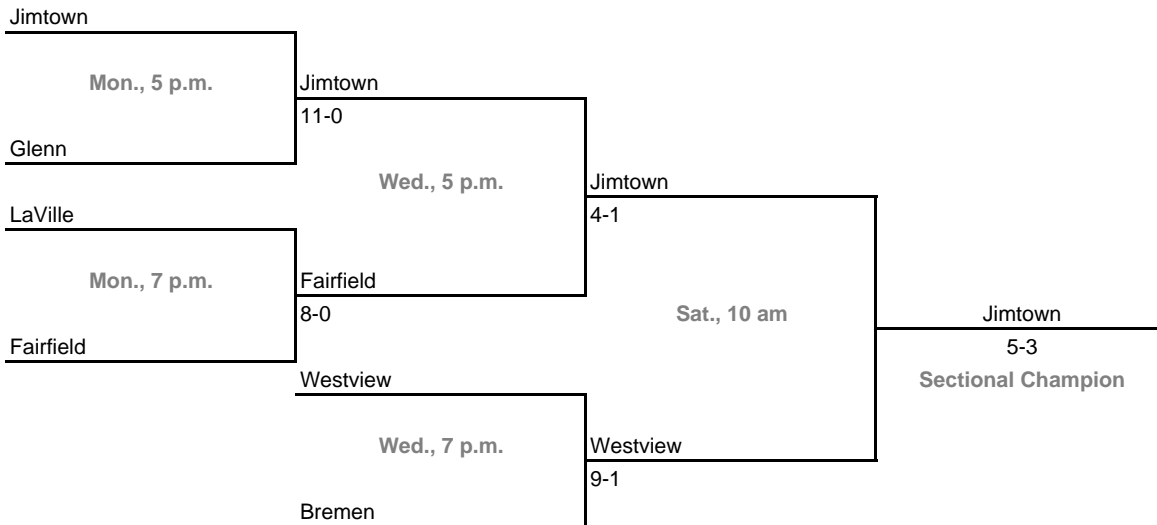 Jimtown
Mon., 5 p.m.
Jimtown
11-0
Glenn
Wed., 5 p.m.
Jimtown
4-1
LaVille
Mon., 7 p.m.
Fairfield
8-0
Sat., 10 am
Jimtown
5-3
Sectional Champion
Fairfield
Westview
Wed., 7 p.m.
Westview
9-1
Bremen